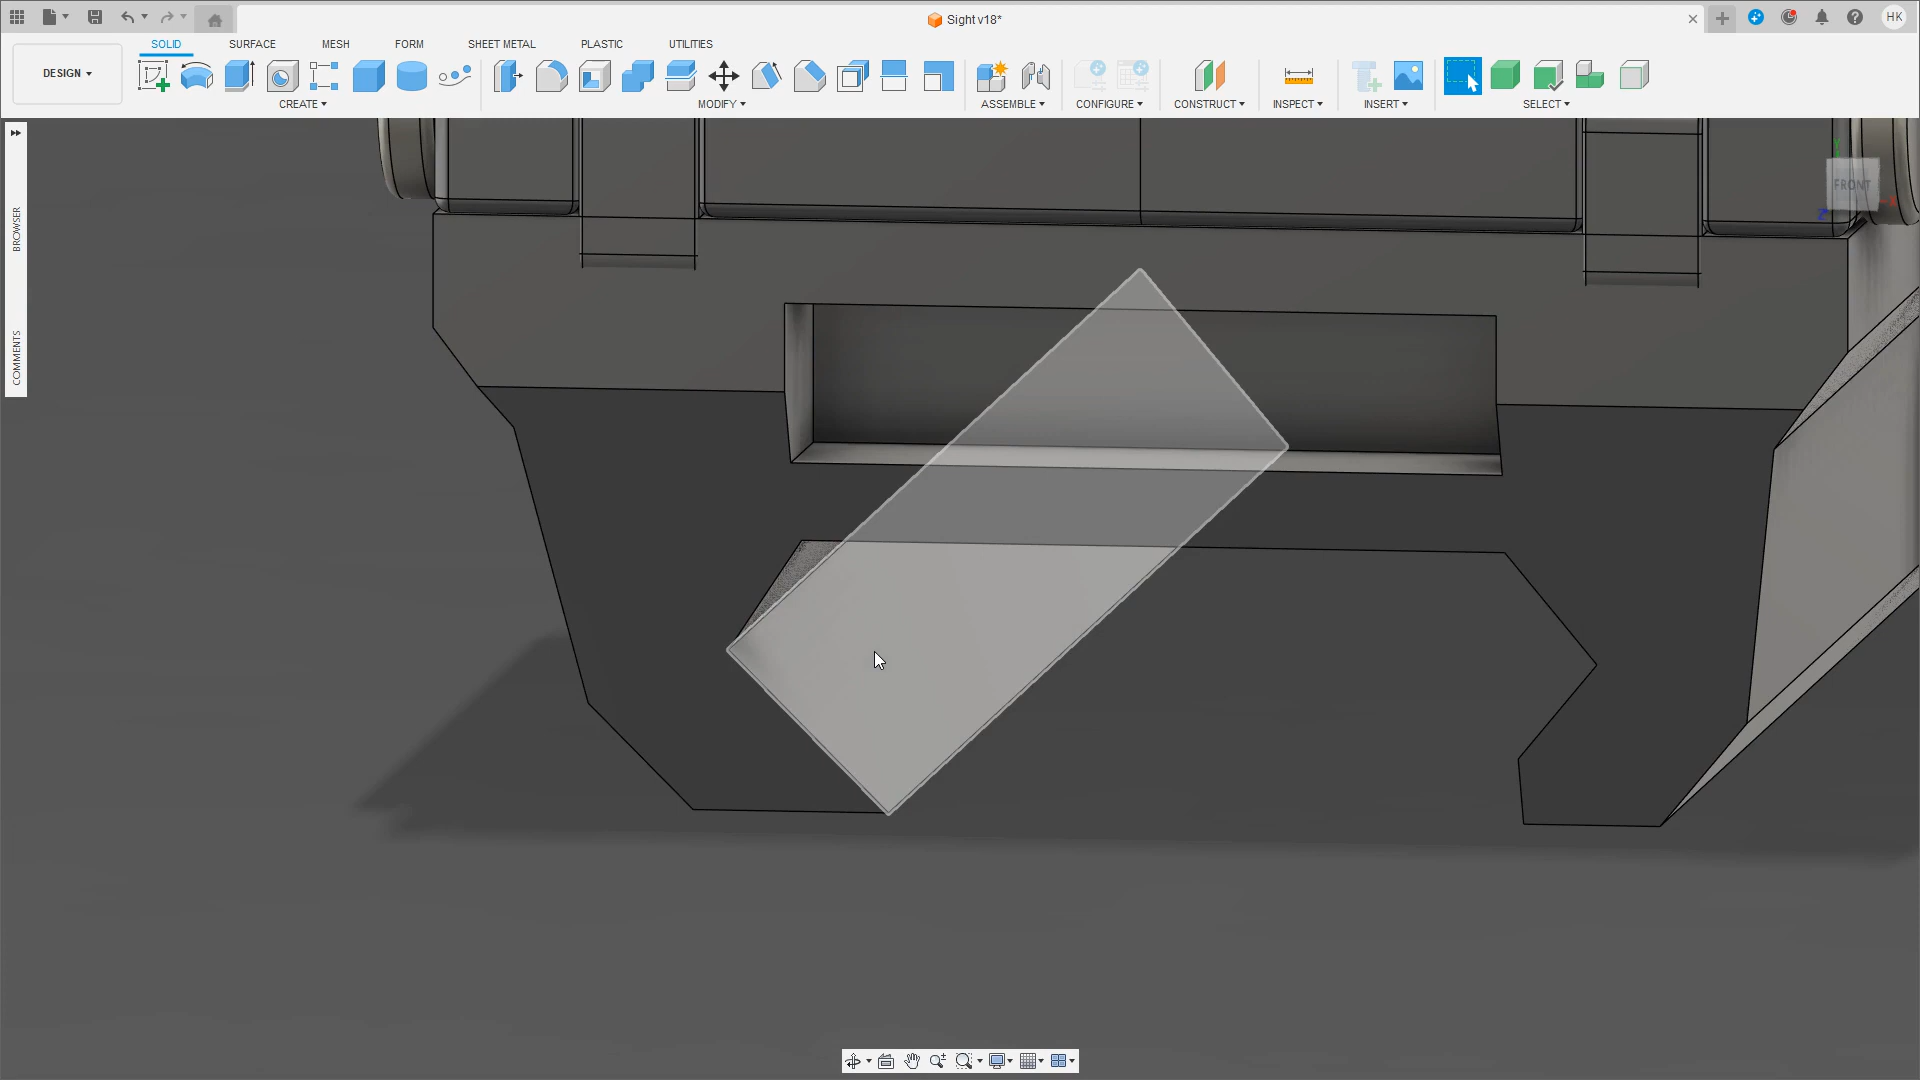 Sight v18*
HK
DESIGN
SOLID
SURFACE
MESH
FORM
SHEET METAL
PLASTIC
UTILITIES
CREATE
MODIFY
ASSEMBLE
CONFIGURE
CONSTRUCT
INSPECT
INSERT
SELECT
BROWSER
COMMENTS
Y
FRONT
X
Z